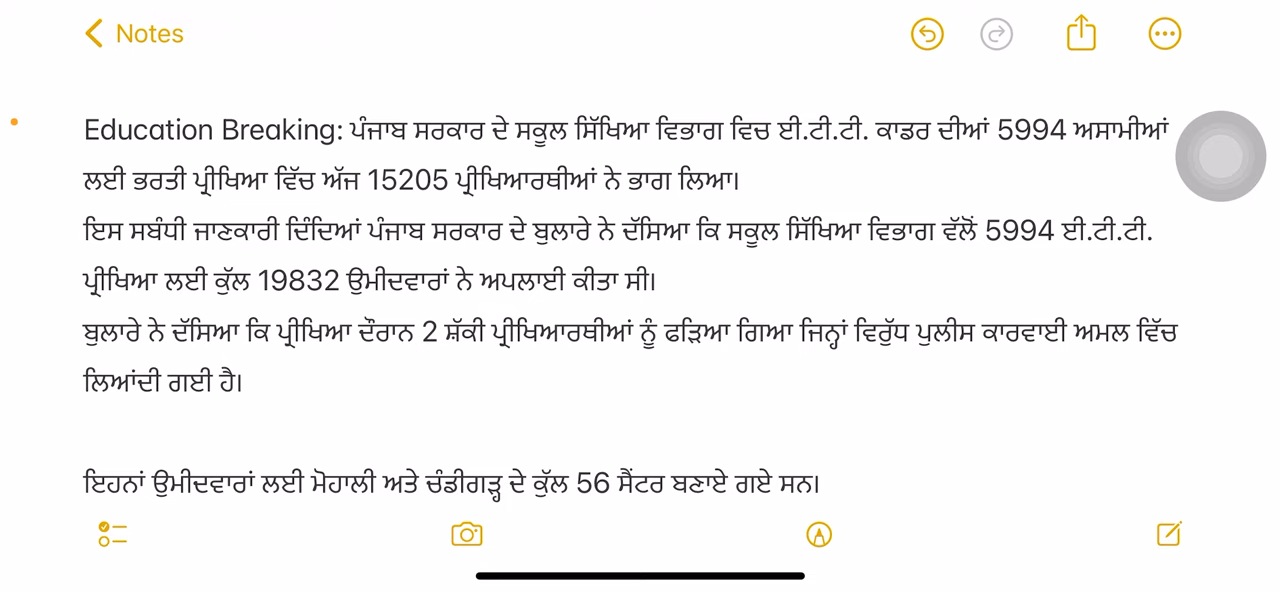 Notes
Education Breaking: ਪੰਜਾਬ ਸਰਕਾਰ ਦੇ ਸਕੂਲ ਸਿੱਖਿਆ ਵਿਭਾਗ ਵਿਚ ਈ.ਟੀ.ਟੀ. ਕਾਡਰ ਦੀਆਂ 5994 ਅਸਾਮੀਆਂ
ਲਈ ਭਰਤੀ ਪ੍ਰੀਖਿਆ ਵਿੱਚ ਅੱਜ 15205 ਪ੍ਰੀਖਿਆਰਥੀਆਂ ਨੇ ਭਾਗ ਲਿਆ।
ਇਸ ਸਬੰਧੀ ਜਾਣਕਾਰੀ ਦਿੰਦਿਆਂ ਪੰਜਾਬ ਸਰਕਾਰ ਦੇ ਬੁਲਾਰੇ ਨੇ ਦੱਸਿਆ ਕਿ ਸਕੂਲ ਸਿੱਖਿਆ ਵਿਭਾਗ ਵੱਲੋਂ 5994 ਈ.ਟੀ.ਟੀ.
ਪ੍ਰੀਖਿਆ ਲਈ ਕੁੱਲ 19832 ਉਮੀਦਵਾਰਾਂ ਨੇ ਅਪਲਾਈ ਕੀਤਾ ਸੀ।
ਬੁਲਾਰੇ ਨੇ ਦੱਸਿਆ ਕਿ ਪ੍ਰੀਖਿਆ ਦੌਰਾਨ 2 ਸ਼ੱਕੀ ਪ੍ਰੀਖਿਆਰਥੀਆਂ ਨੂੰ ਫੜਿਆ ਗਿਆ ਜਿਨ੍ਹਾਂ ਵਿਰੁੱਧ ਪੁਲੀਸ ਕਾਰਵਾਈ ਅਮਲ ਵਿੱਚ
ਲਿਆਂਦੀ ਗਈ ਹੈ।
ਇਹਨਾਂ ਉਮੀਦਵਾਰਾਂ ਲਈ ਮੋਹਾਲੀ ਅਤੇ ਚੰਡੀਗੜ੍ਹ ਦੇ ਕੁੱਲ 56 ਸੈਂਟਰ ਬਣਾਏ ਗਏ ਸਨ।